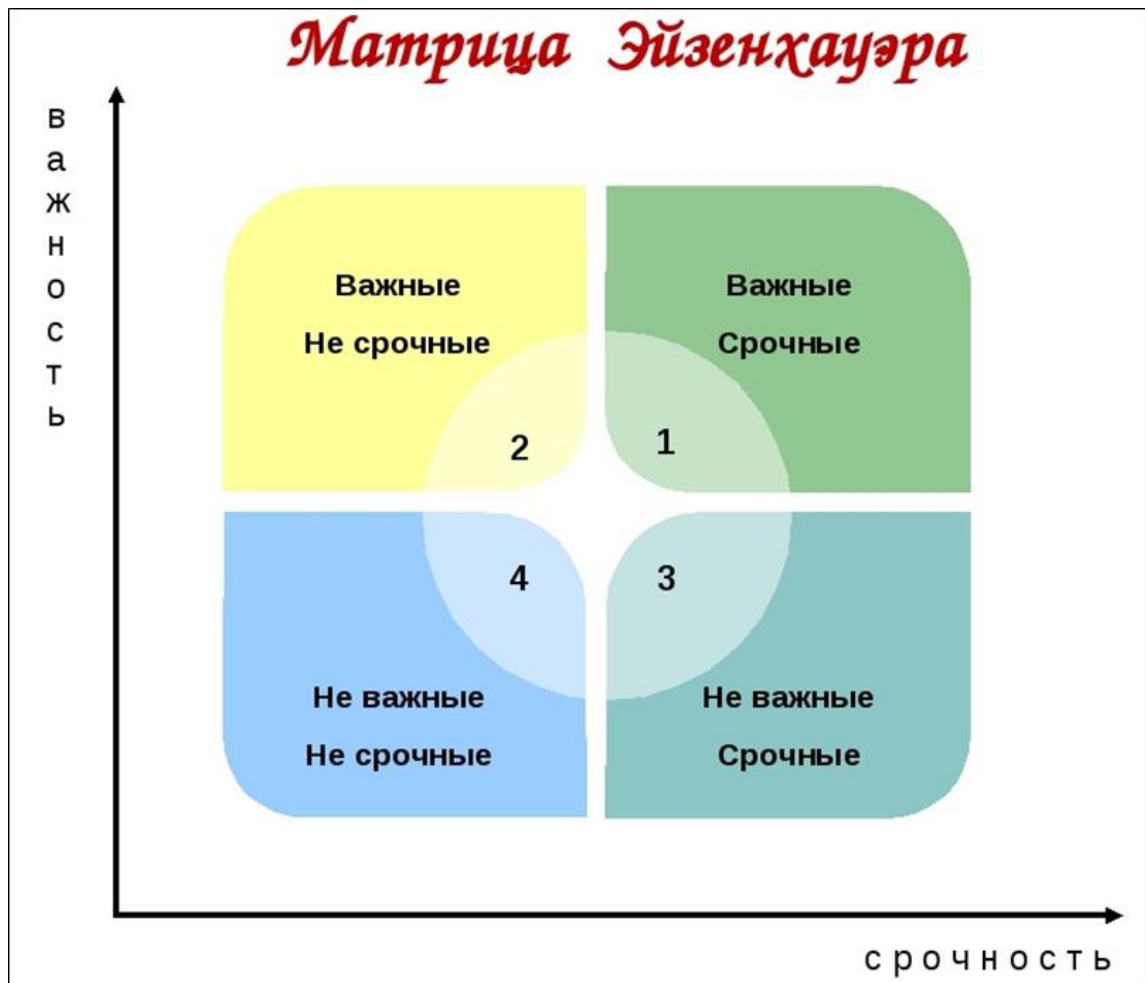 Матрица Эйзенхауэра
важность
Важные
Не срочные
2
Важные
Срочные
1
4
Не важные
Не срочные
3
Не важные
Срочные
срочность